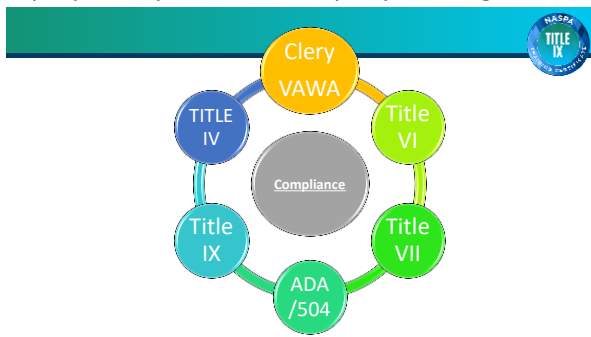 NASPA
TITLE
IX
Clery
VAWA
TITLE
IV
Title
VI
Compliance
Title
IX
Title
VII
ADA
/504